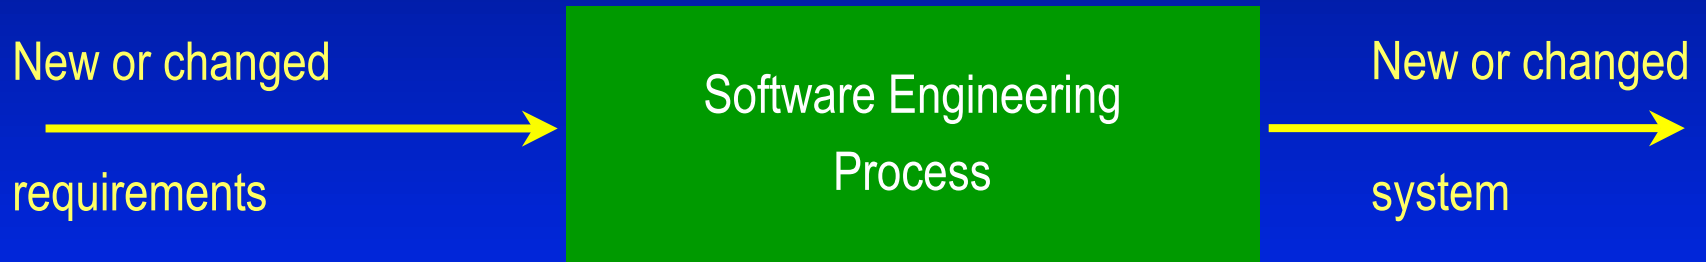 New or changed
requirements
Software Engineering
Process
New or changed
system